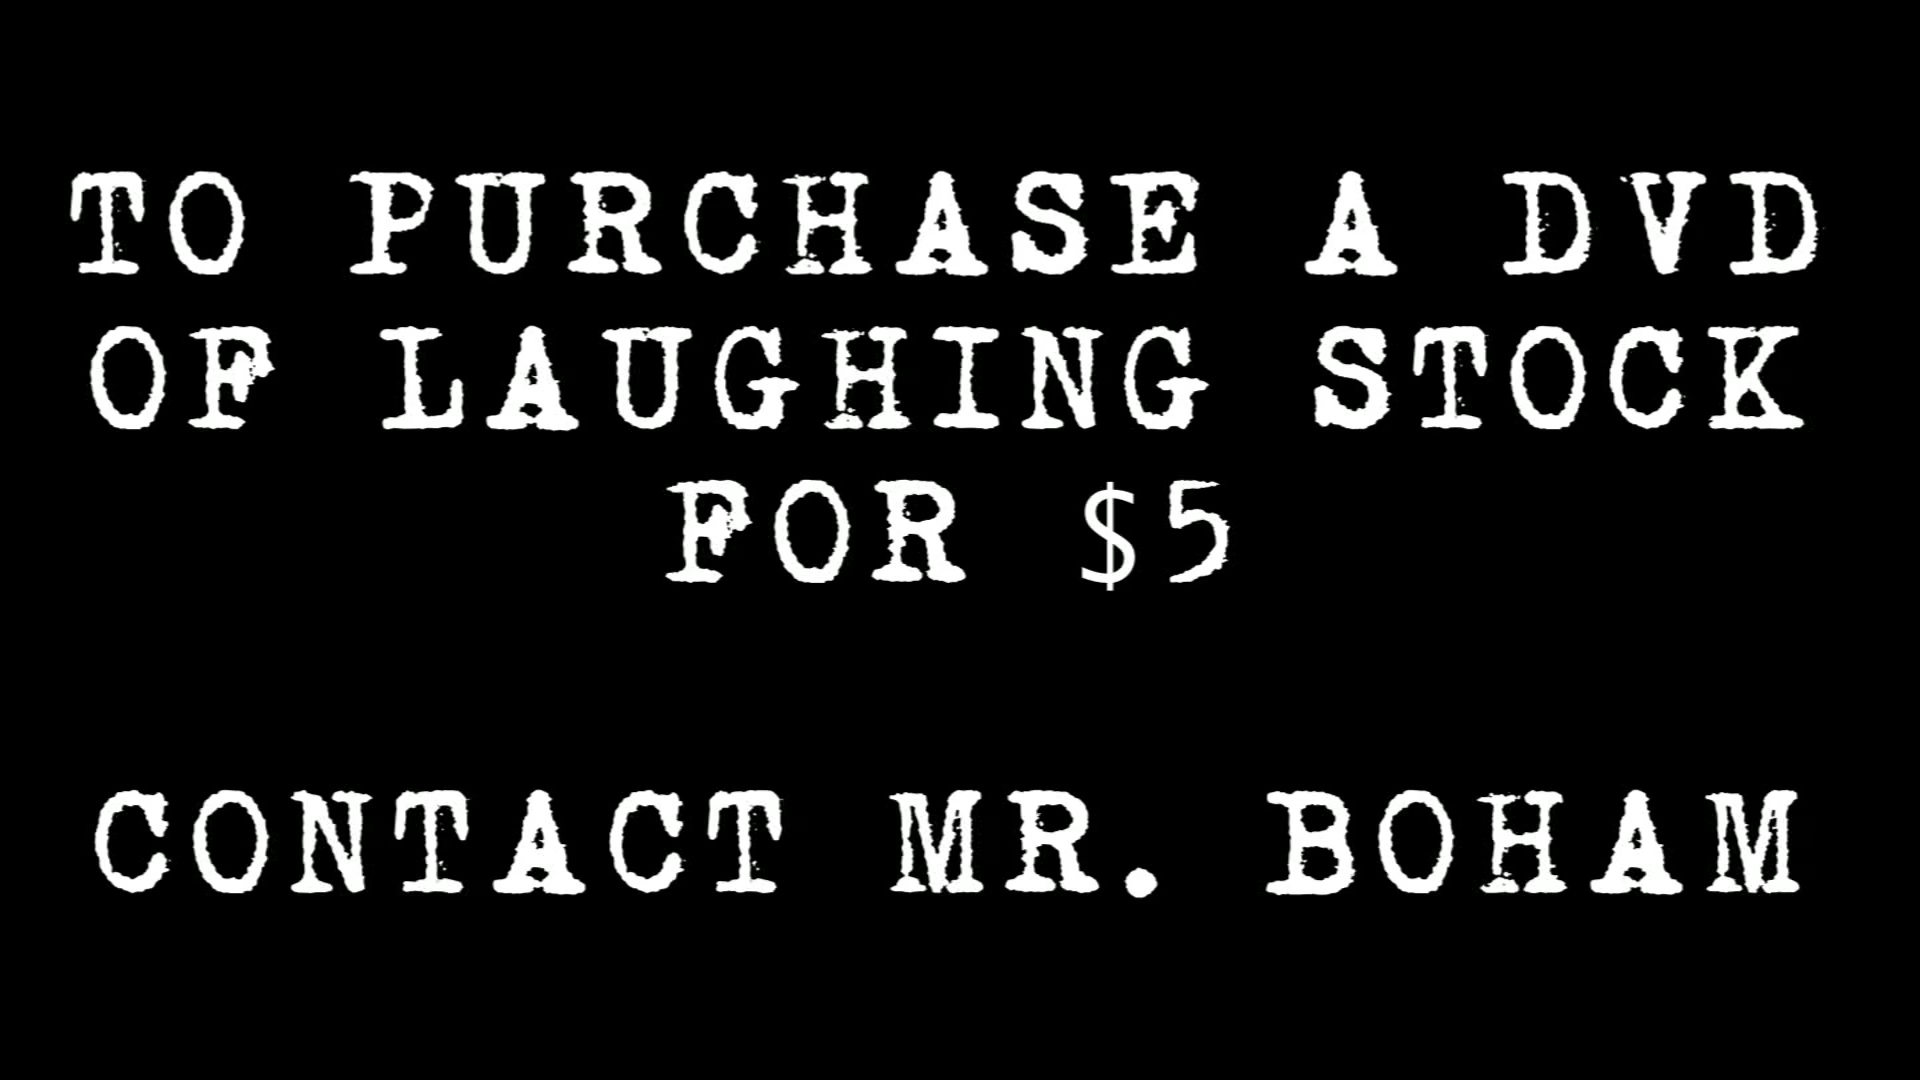 TO PURCHASE A DVD
OF LAUGHING STOCK
FOR $5
CONTACT MR. BOHAM